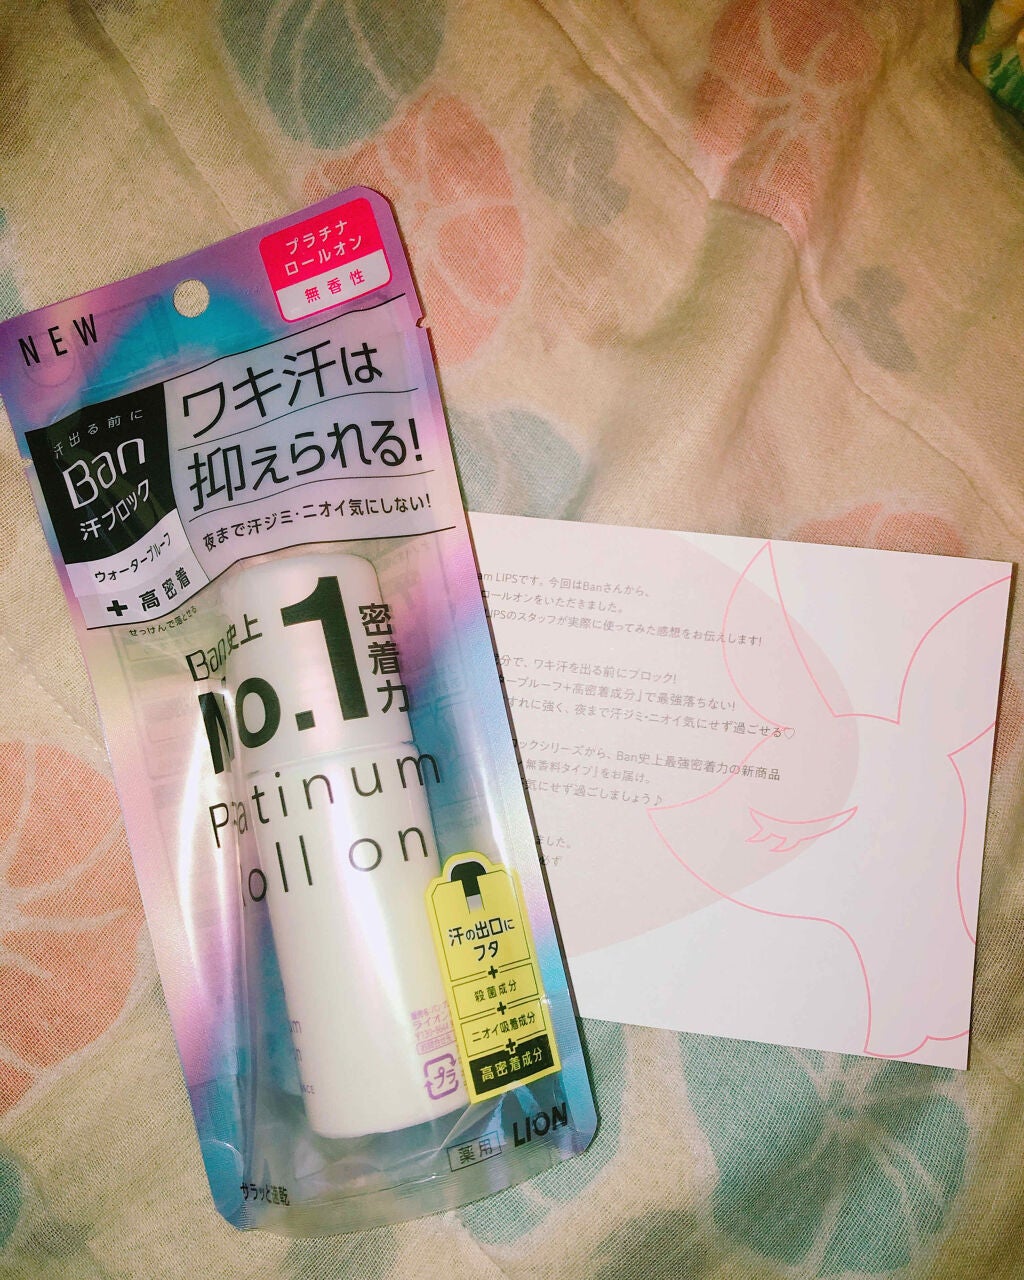 プラチナ
ロールオン
無香性
NEW
汗出る前に
Ban
汗ブロック
ワキ汗は
抑えられる!
夜まで汗ジミ・ニオイ気にしない!
ウォータープルーフ
+高密着
せっけんで落とせる
Ban史上
No.1
密着力
Platinum
Roll on
汗の出口に
フタ
+
殺菌成分
+
ニオイ吸着成分
+
高密着成分
プラ
薬用
LION
サラッと速乾
am LIPSです。今回はBanさんから、
ロールオンをいただきました。
IPSのスタッフが実際に使ってみた感想をお伝えします!
分で、ワキ汗を出る前にブロック!
ープルーフ+高密着成分」で最強落ちない!
すれに強く、夜まで汗ジミ・ニオイ気にせず過ごせる♡
ロックシリーズから、Ban史上最強密着力の新商品
無香料タイプ』をお届け。
気にせず過ごしましょう♪
ました。
必ず